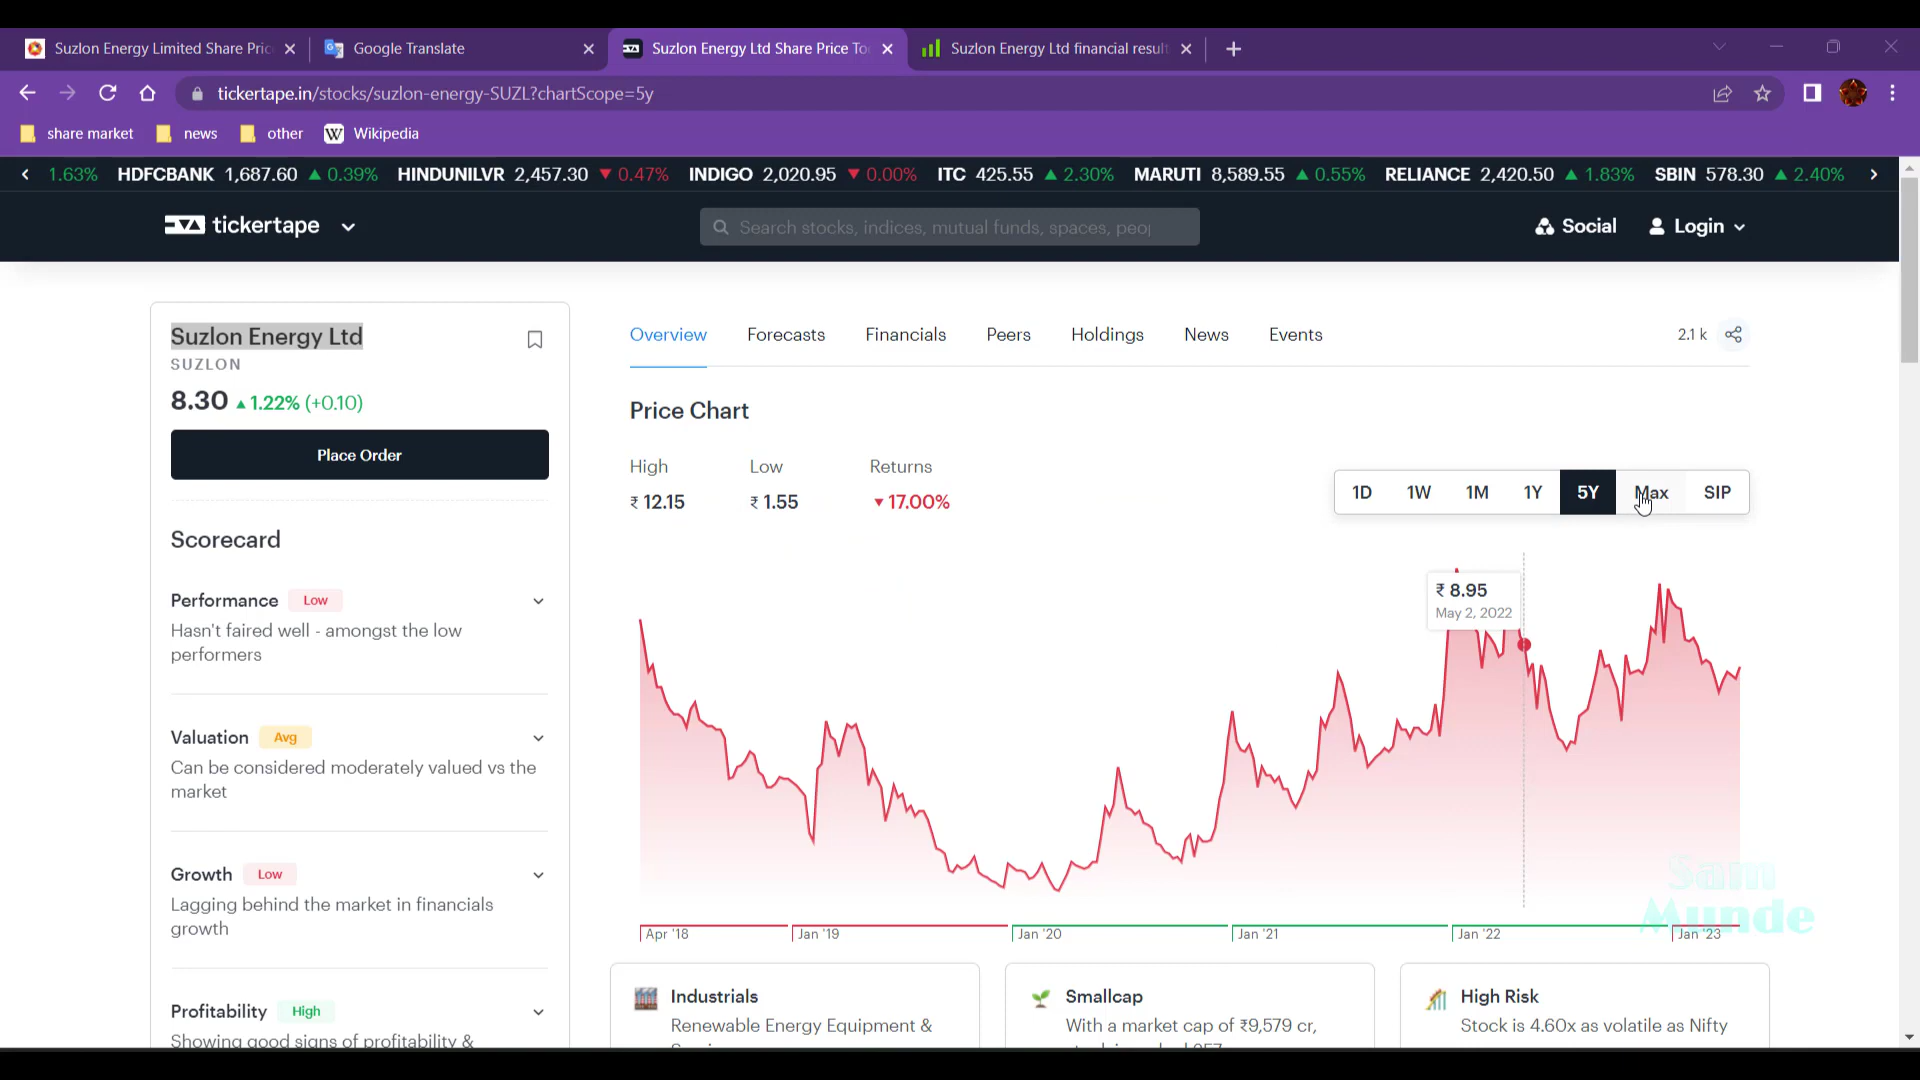 Suzlon Energy Limited Share Pric
Google Translate
Suzlon Energy Ltd Share Price To
Suzlon Energy Ltd financial result
tickertape.in/stocks/suzlon-energy-SUZL?chartScope=5y
share market
news
other
W Wikipedia
1.63% HDFCBANK 1,687.60 ▲ 0.39% HINDUNILVR 2,457.30 ▼ 0.47% INDIGO 2,020.95 ▼ 0.00% ITC 425.55 ▲ 2.30% MARUTI 8,589.55 ▲ 0.55% RELIANCE 2,420.50 ▲ 1.83% SBIN 578.30 ▲ 2.40%
tickertape
Search stocks, indices, mutual funds, spaces, peo
Social
Login
Suzlon Energy Ltd
SUZLON
8.30 ▲ 1.22% (+0.10)
Place Order
Scorecard
Performance Low
Hasn't faired well - amongst the low
performers
Valuation Avg
Can be considered moderately valued vs the
market
Growth Low
Lagging behind the market in financials
growth
Profitability High
Showing good signs of profitability &
Overview Forecasts Financials Peers Holdings News Events
2.1 k
Price Chart
High Low Returns
₹ 12.15 ₹ 1.55 ▼ 17.00%
1D 1W 1M 1Y 5Y Max SIP
₹ 8.95
May 2, 2022
Apr '18 Jan '19 Jan '20 Jan '21 Jan '22 Jan '23
Sam
Munde
Industrials
Renewable Energy Equipment &
Smallcap
With a market cap of ₹9,579 cr,
High Risk
Stock is 4.60x as volatile as Nifty